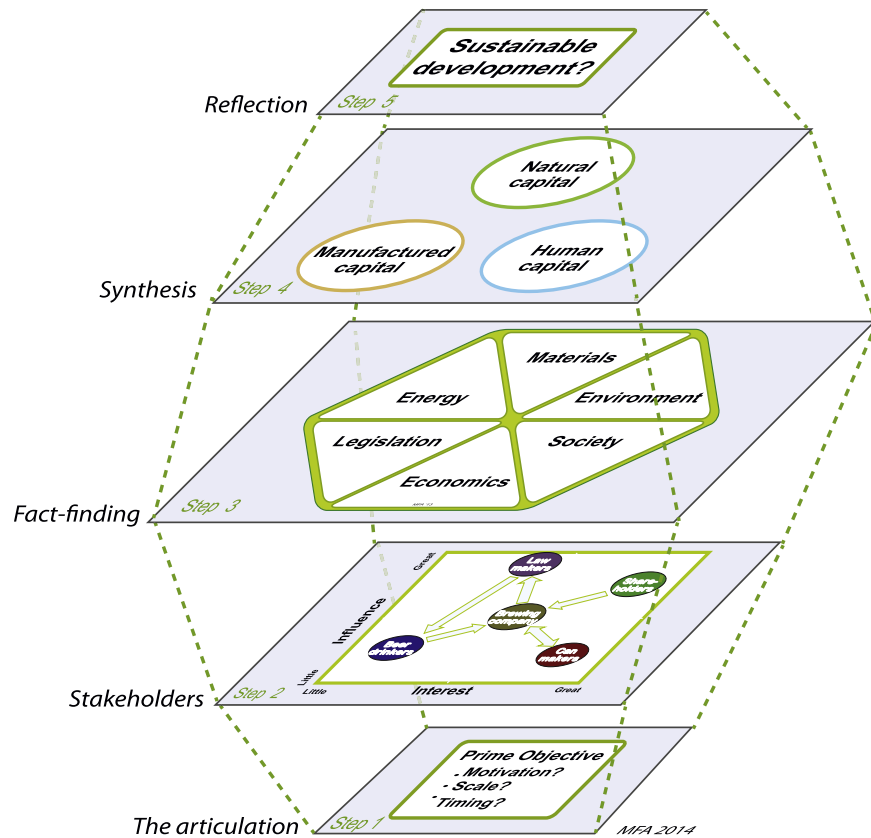 Sustainable
development?
Reflection
Step 5
Natural
capital
Manufactured
capital
Human
capital
Synthesis
Step 4
Materials
Energy
Environment
Legislation
Society
Economics
MFA 13
Fact-finding
Step 3
Great
Law
makers
Share-
holders
Influence
Brewing
company
Beer
drinkers
Can
makers
Little
Little
Interest
Great
Stakeholders
Step 2
Prime Objective
• Motivation?
• Scale?
• Timing?
The articulation
Step 1
MFA 2014